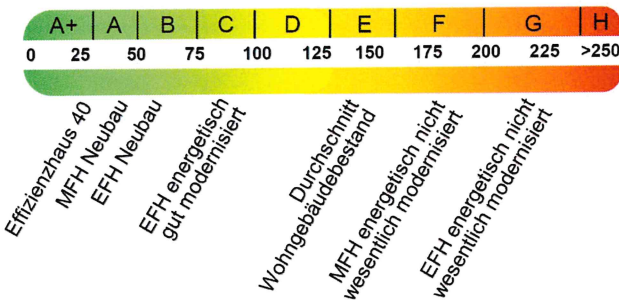 A+ A B C D E F G H
0 25 50 75 100 125 150 175 200 225 >250
Effizienzhaus 40
MFH Neubau
EFH Neubau
EFH energetisch
gut modernisiert
Durchschnitt
Wohngebäudebestand
MFH energetisch nicht
wesentlich modernisiert
EFH energetisch nicht
wesentlich modernisiert